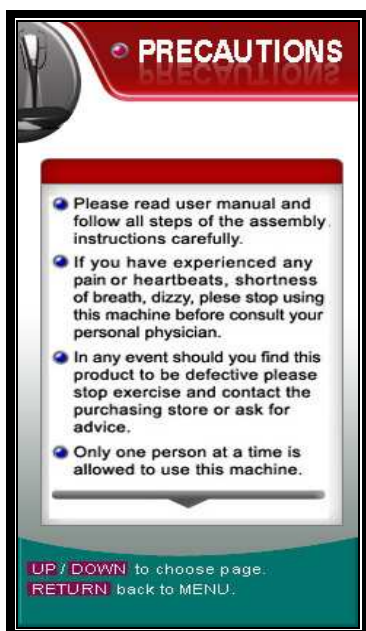 PRECAUTIONS
Please read user manual and
follow all steps of the assembly
instructions carefully.
If you have experienced any
pain or heartbeats, shortness
of breath, dizzy, plese stop using
this machine before consult your
personal physician.
In any event should you find this
product to be defective please
stop exercise and contact the
purchasing store or ask for
advice.
Only one person at a time is
allowed to use this machine.
UP / DOWN to choose page.
RETURN back to MENU.